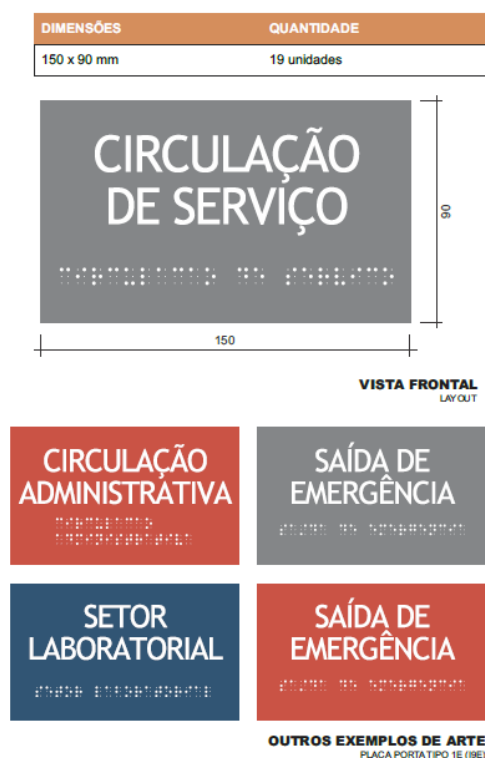 DIMENSÕES QUANTIDADE
150 x 90 mm 19 unidades
CIRCULAÇÃO
DE SERVIÇO
90
150
VISTA FRONTAL
LAYOUT
CIRCULAÇÃO
ADMINISTRATIVA
SAÍDA DE
EMERGÊNCIA
SETOR
LABORATORIAL
SAÍDA DE
EMERGÊNCIA
OUTROS EXEMPLOS DE ARTE
PLACA PORTA TIPO 1E (I9E)